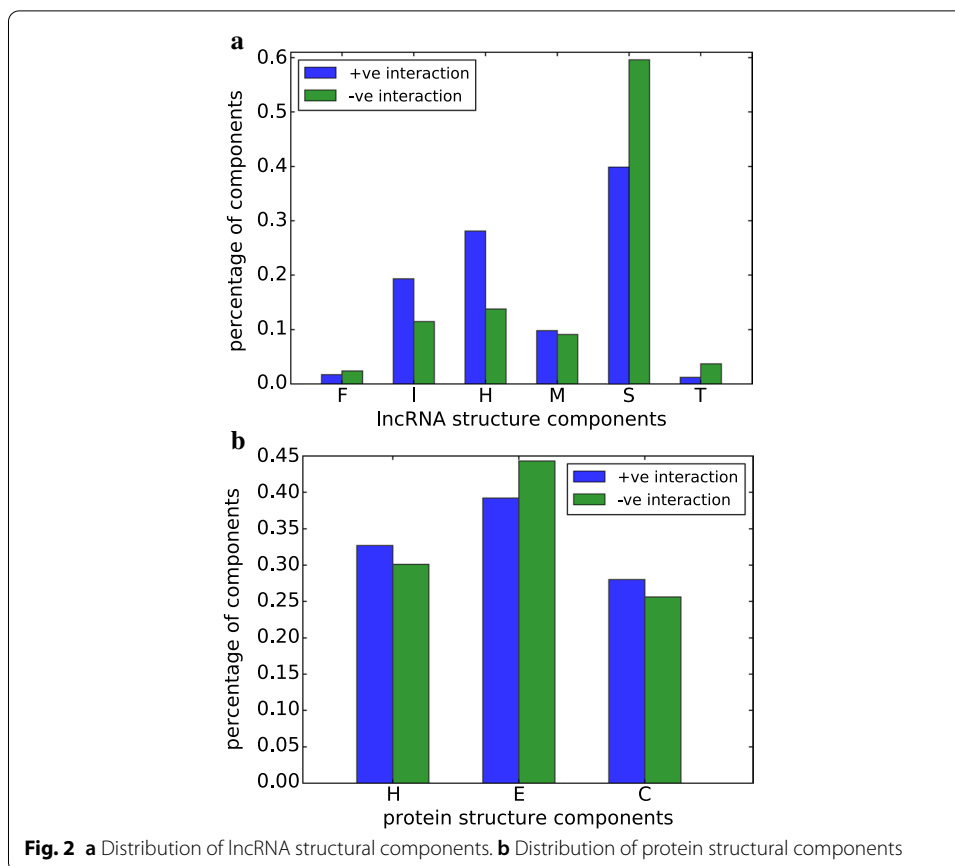 a
0.6
0.5
0.4
0.3
0.2
0.1
0.0
percentage of components
+ve interaction
-ve interaction
F I H M S T
lncRNA structure components
b
0.45
0.40
0.35
0.30
0.25
0.20
0.15
0.10
0.05
0.00
percentage of components
+ve interaction
-ve interaction
H E C
protein structure components
Fig. 2 a Distribution of lncRNA structural components. b Distribution of protein structural components